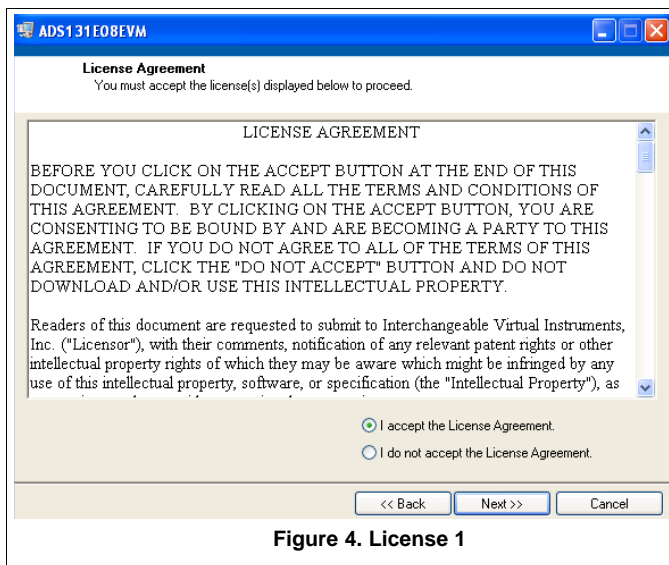 ADS131E08EVM
License Agreement
You must accept the license(s) displayed below to proceed.
LICENSE AGREEMENT
BEFORE YOU CLICK ON THE ACCEPT BUTTON AT THE END OF THIS
DOCUMENT, CAREFULLY READ ALL THE TERMS AND CONDITIONS OF
THIS AGREEMENT.  BY CLICKING ON THE ACCEPT BUTTON, YOU ARE
CONSENTING TO BE BOUND BY AND ARE BECOMING A PARTY TO THIS
AGREEMENT.  IF YOU DO NOT AGREE TO ALL OF THE TERMS OF THIS
AGREEMENT, CLICK THE "DO NOT ACCEPT" BUTTON AND DO NOT
DOWNLOAD AND/OR USE THIS INTELLECTUAL PROPERTY.
Readers of this document are requested to submit to Interchangeable Virtual Instruments,
Inc. ("Licensor"), with their comments, notification of any relevant patent rights or other
intellectual property rights of which they may be aware which might be infringed by any
use of this intellectual property, software, or specification (the "Intellectual Property"), as
I accept the License Agreement.
I do not accept the License Agreement.
<< Back Next >> Cancel
Figure 4. License 1